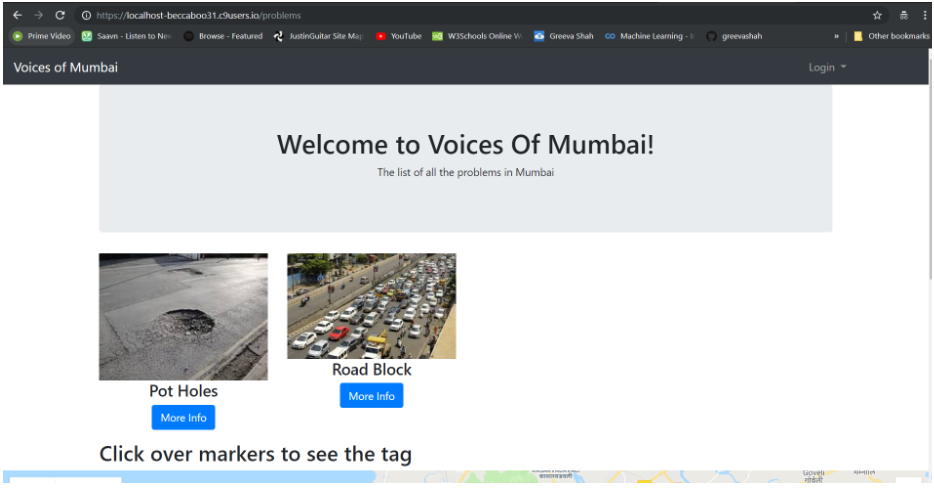 https://localhost-beccaboo31.c9users.io/problems
Prime Video
Saavn - Listen to Ne
Browse - Featured
JustinGuitar Site Map
YouTube
W3Schools Online W
Greeva Shah
Machine Learning -
greevashah
»
Other bookmarks
Voices of Mumbai
Login
Welcome to Voices Of Mumbai!
The list of all the problems in Mumbai
Pot Holes
More Info
Road Block
More Info
Click over markers to see the tag
Goveli
गोवेली